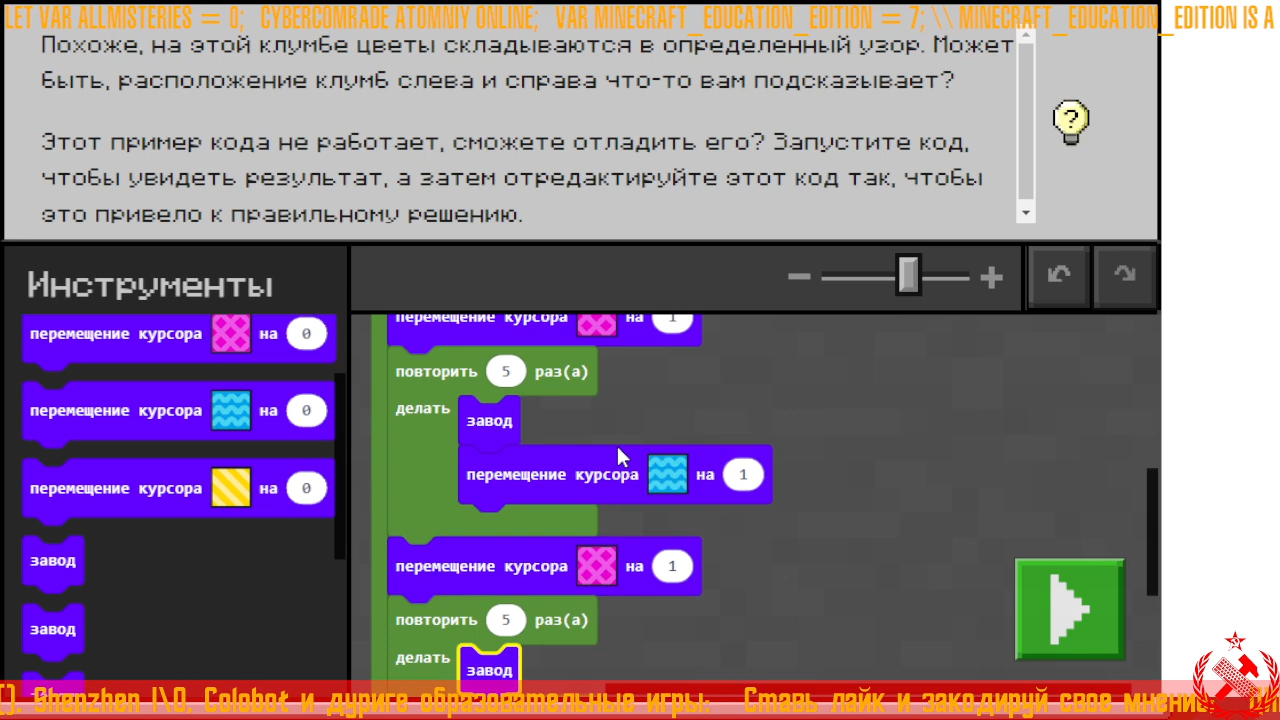 LET VAR ALLMISTERIES = 0;   CYBERCOMRADE ATOMNIY ONLINE;   VAR MINECRAFT_EDUCATION_EDITION = 7; \\ MINECRAFT_EDUCATION_EDITION IS A
Похоже, на этой клумбе цветы складываются в определенный узор. Может
быть, расположение клумб слева и справа что-то вам подсказывает?
Этот пример кода не работает, сможете отладить его? Запустите код,
чтобы увидеть результат, а затем отредактируйте этот код так, чтобы
это привело к правильному решению.
Инструменты
перемещение курсора на 0
перемещение курсора на 0
перемещение курсора на 0
завод
завод
перемещение курсора на 1
повторить 5 раз(а)
делать
завод
перемещение курсора на 1
перемещение курсора на 1
повторить 5 раз(а)
делать
завод
(), Shenzhen I\O, Colobot и дуриге образовательные игры;   Ставь лайк и закодируй свое мнение